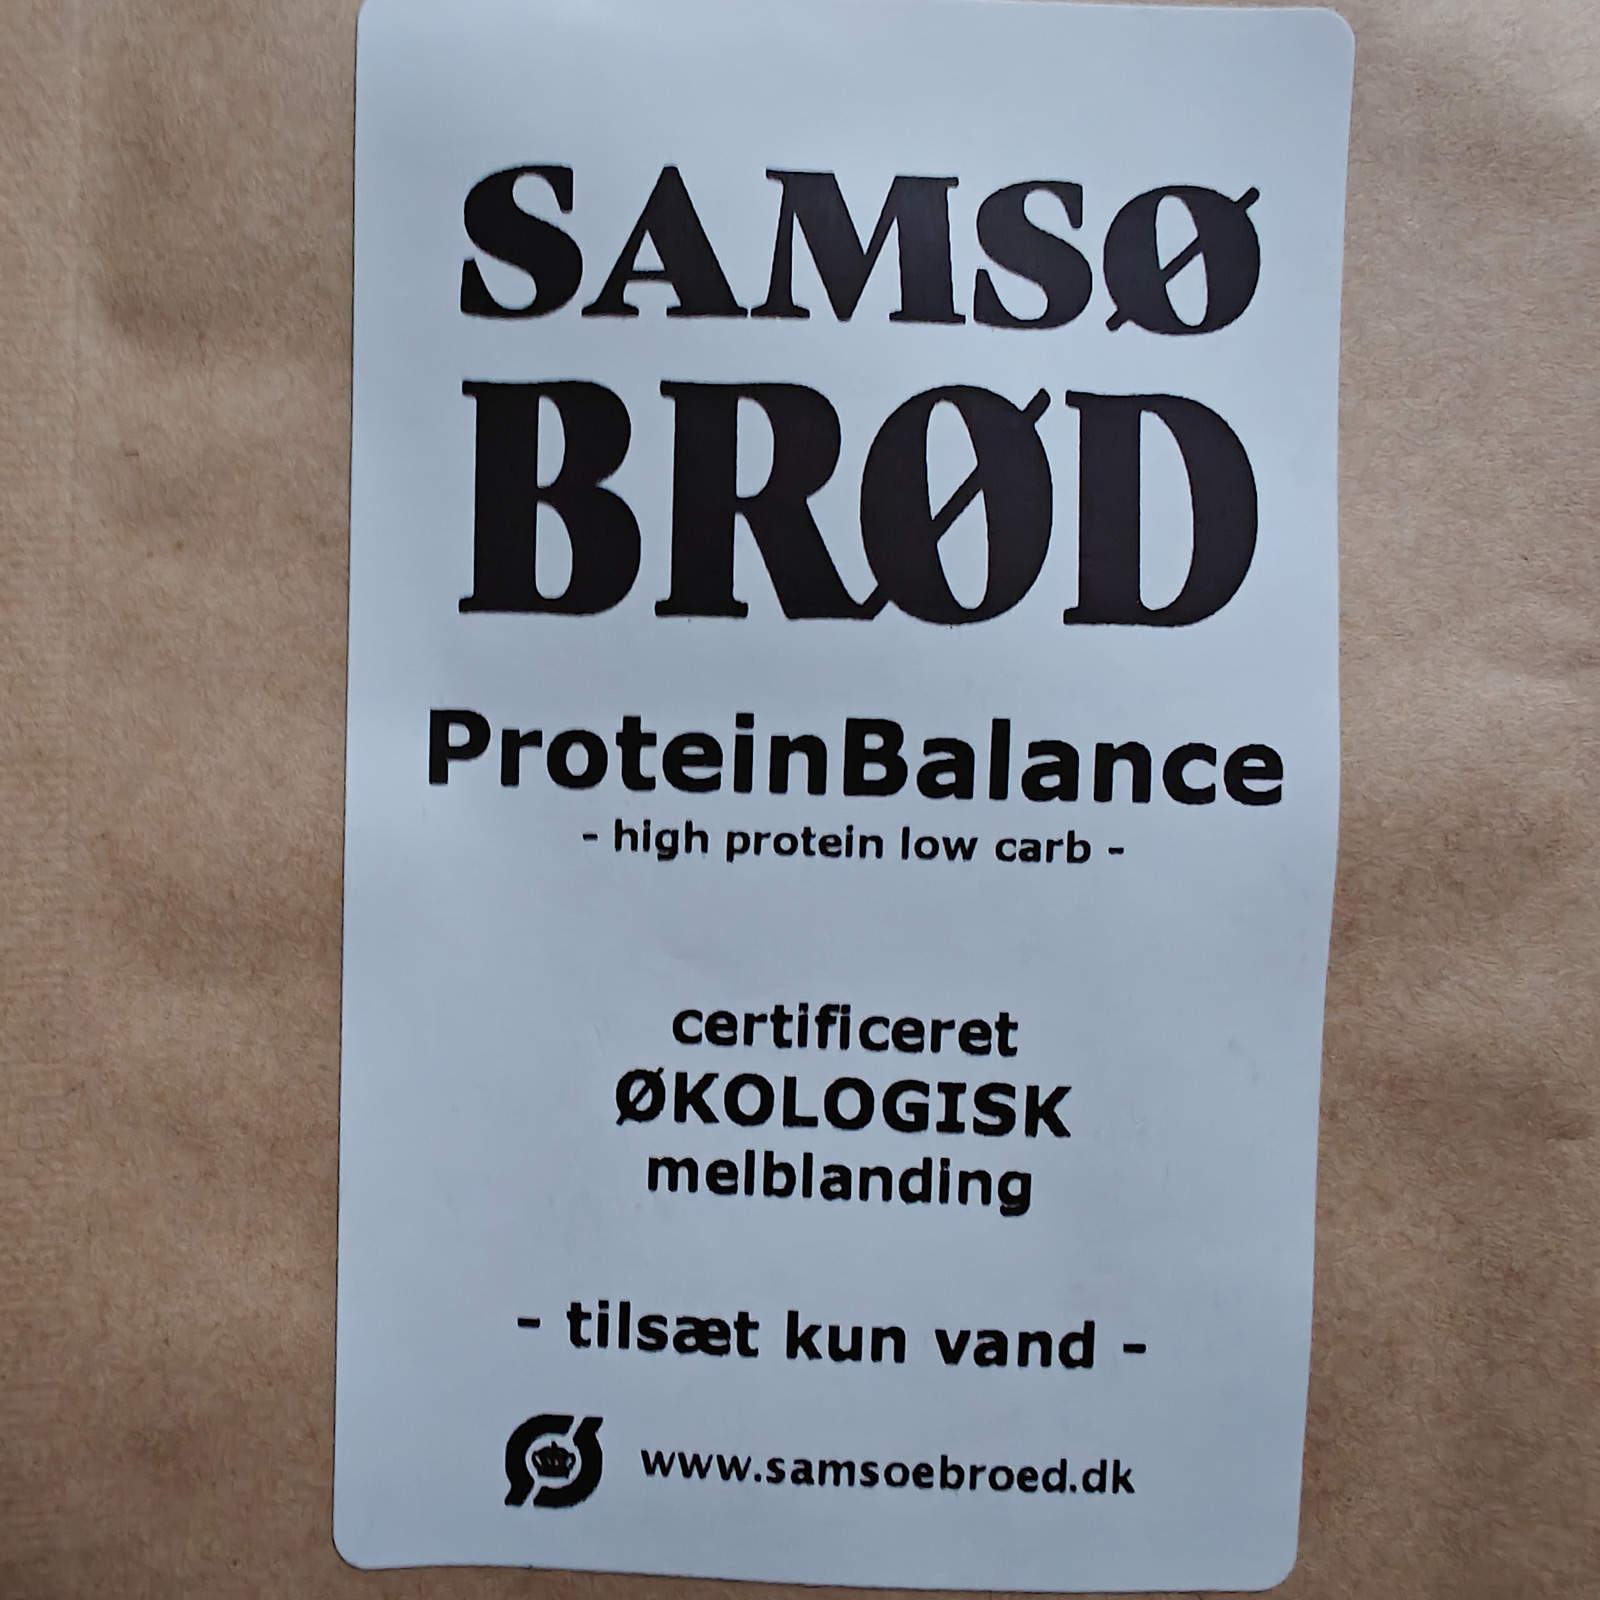 SAMSØ
BRØD
ProteinBalance
- high protein low carb -
certificeret
ØKOLOGISK
melblanding
- tilsæt kun vand -
www.samsoebroed.dk